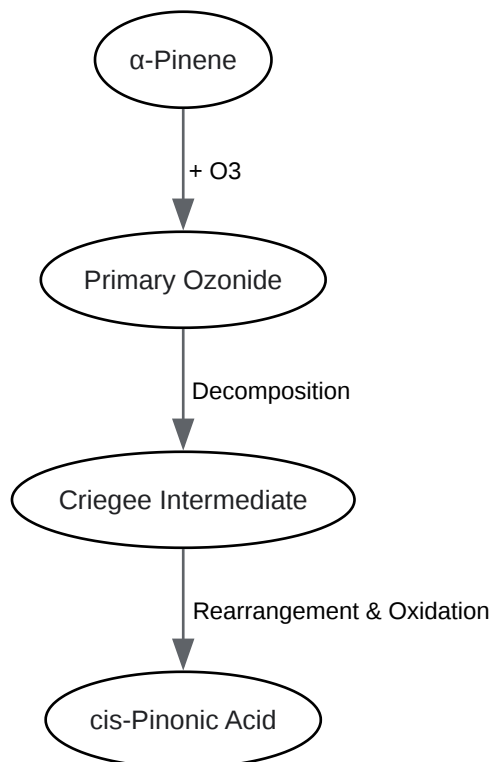 α-Pinene
+ O3
Primary Ozonide
Decomposition
Criegee Intermediate
Rearrangement & Oxidation
cis-Pinonic Acid